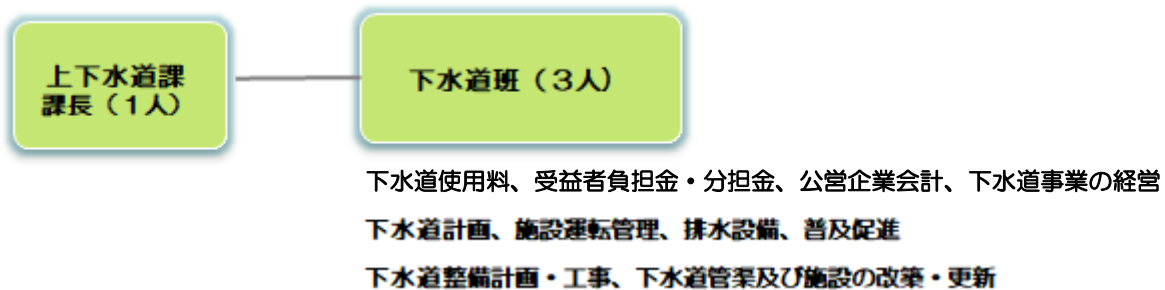 上下水道課
課長（１人）
下水道班（３人）
下水道使用料、受益者負担金・分担金、公営企業会計、下水道事業の経営
下水道計画、施設運転管理、排水設備、普及促進
下水道整備計画・工事、下水道管渠及び施設の改築・更新